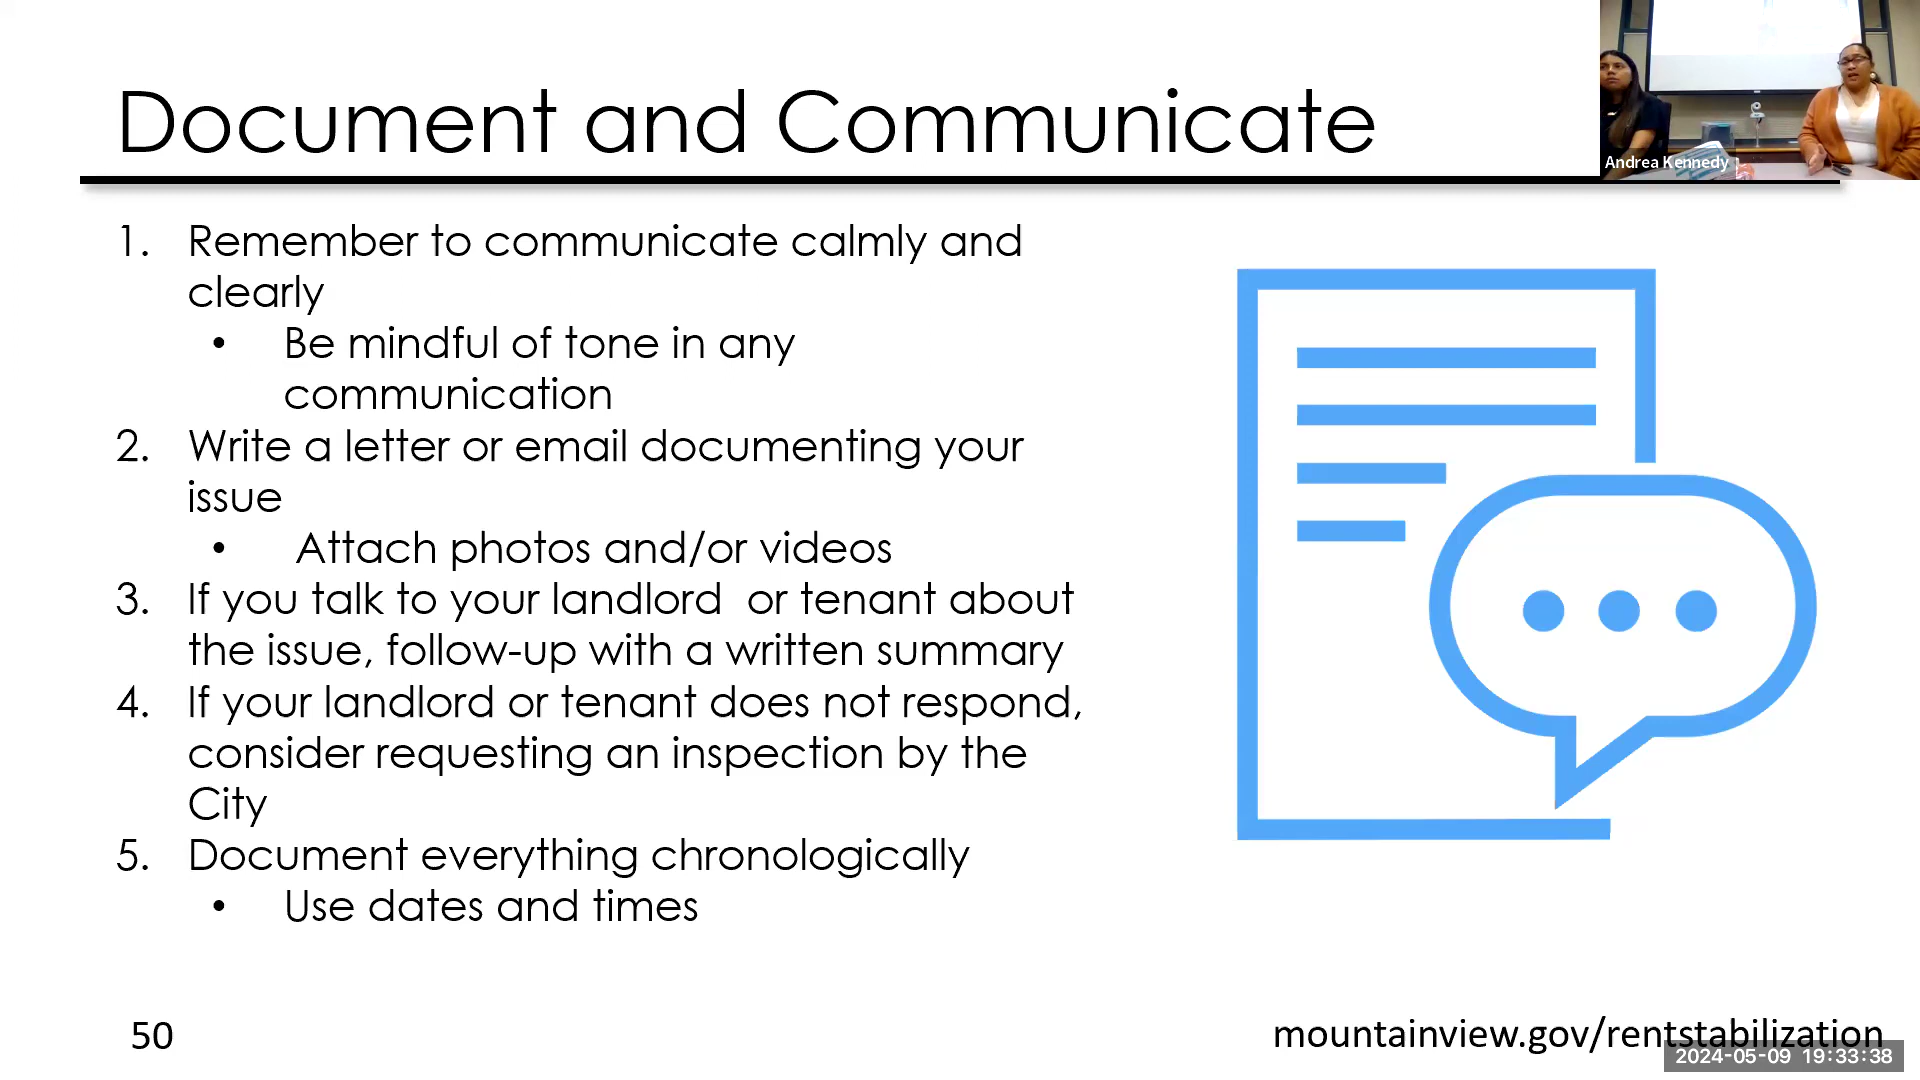 Document and Communicate
Andrea Kennedy
1. Remember to communicate calmly and
clearly
• Be mindful of tone in any
communication
2. Write a letter or email documenting your
issue
• Attach photos and/or videos
3. If you talk to your landlord or tenant about
the issue, follow-up with a written summary
4. If your landlord or tenant does not respond,
consider requesting an inspection by the
City
5. Document everything chronologically
• Use dates and times
50
mountainview.gov/rentstabilization
2024-05-09 19:33:38